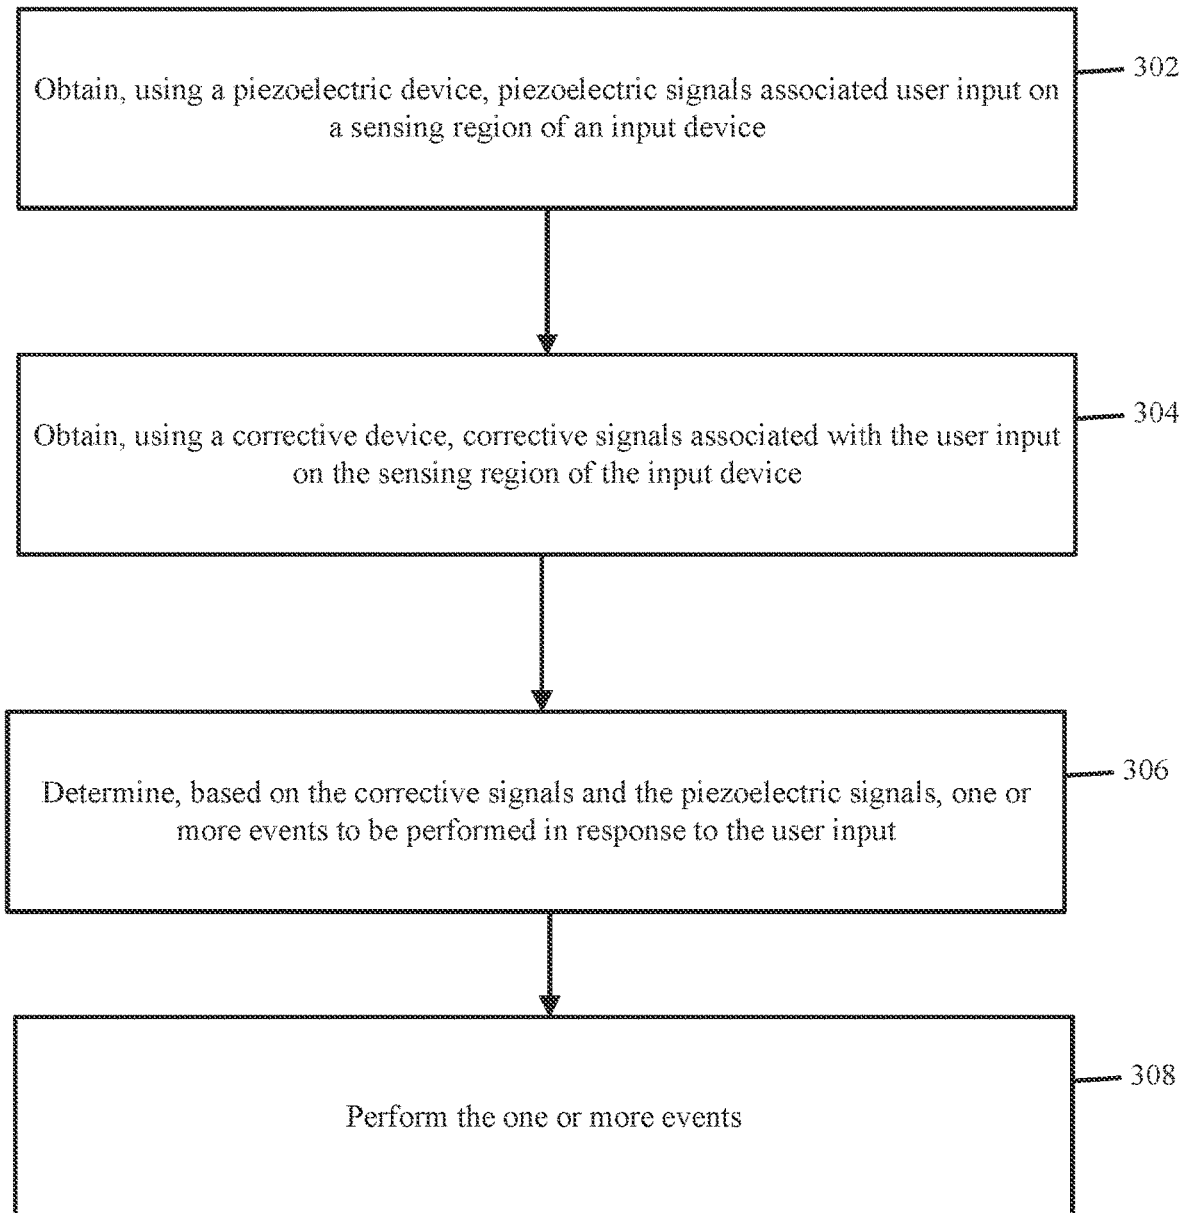 Obtain, using a piezoelectric device, piezoelectric signals associated user input on
a sensing region of an input device
302
Obtain, using a corrective device, corrective signals associated with the user input
on the sensing region of the input device
304
Determine, based on the corrective signals and the piezoelectric signals, one or
more events to be performed in response to the user input
306
Perform the one or more events
308